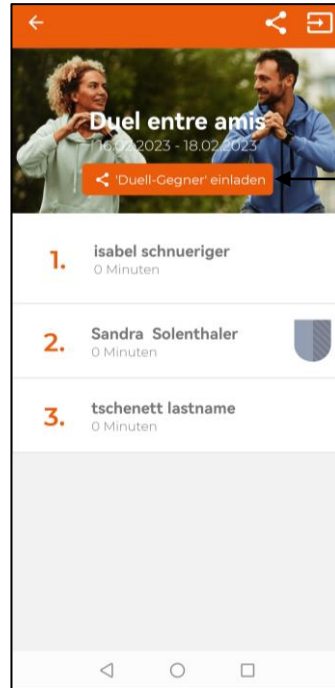 Duel entre amis
16.02.2023 - 18.02.2023
'Duell-Gegner' einladen
1.
isabel schnueriger
0 Minuten
2.
Sandra Solenthaler
0 Minuten
3.
tschenett lastname
0 Minuten